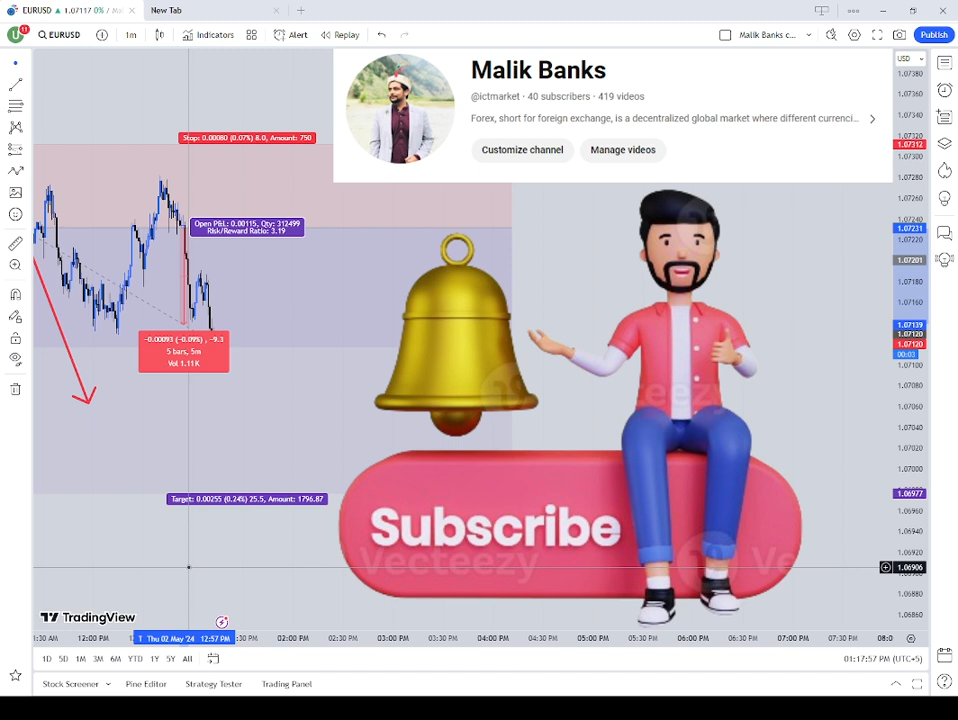 EURUSD ▲ 1.07117 0% / Ma
New Tab
11
U
EURUSD
1m
Indicators
Alert
Replay
Malik Banks c...
Publish
Malik Banks
@ictmarket · 40 subscribers · 419 videos
Forex, short for foreign exchange, is a decentralized global market where different currenci...
Customize channel
Manage videos
USD
1.07380
1.07360
1.07340
1.07320
1.07312
1.07300
1.07280
1.07260
1.07240
1.07231
1.07220
1.07201
1.07180
1.07160
1.07139
1.07120
1.07120
00:03
1.07100
1.07080
1.07060
1.07040
1.07020
1.07000
1.06977
1.06960
1.06940
1.06920
1.06906
1.06880
1.06860
Stop: 0.00080 (0.07%) 8.0, Amount: 750
Open P&L: 0.00115, Qty: 312499
Risk/Reward Ratio: 3.19
-0.00093 (-0.09%) , -9.3
5 bars, 5m
Vol 1.11K
Target: 0.00255 (0.24%) 25.5, Amount: 1796.87
Subscribe
Vecteezy
TradingView
:30 AM
12:00 PM
T Thu 02 May '24 12:57 PM
:30 PM
02:00 PM
02:30 PM
03:00 PM
03:30 PM
04:00 PM
04:30 PM
05:00 PM
05:30 PM
06:00 PM
06:30 PM
07:00 PM
07:30 PM
08:0
1D 5D 1M 3M 6M YTD 1Y 5Y All
01:17:57 PM (UTC+5)
Stock Screener
Pine Editor
Strategy Tester
Trading Panel